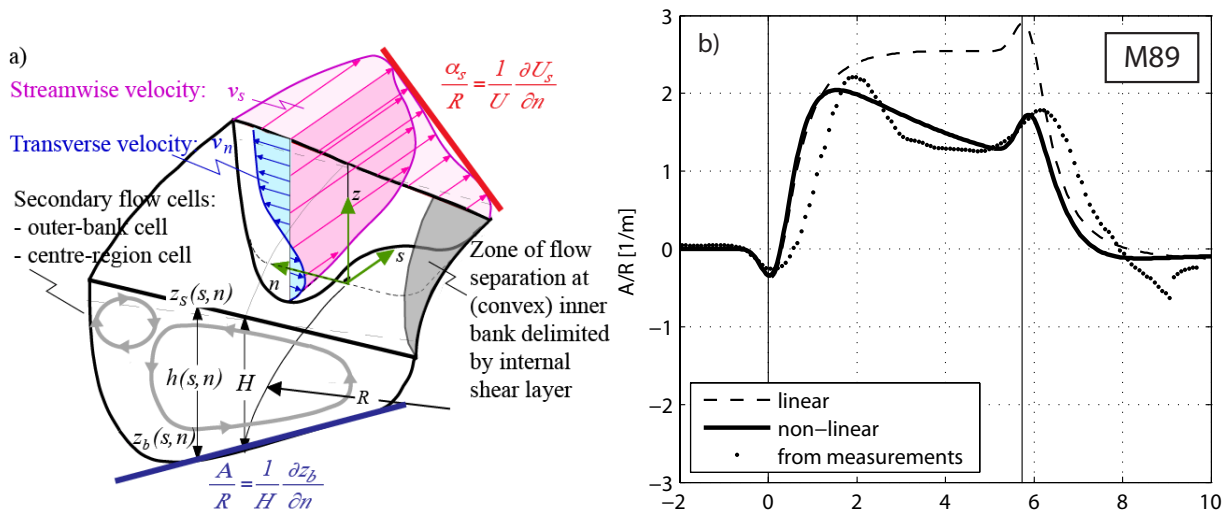 a)
Streamwise velocity: v_s
Transverse velocity: v_n
Secondary flow cells:
- outer-bank cell
- centre-region cell
α_s/R = 1/U ∂U_s/∂n
z
s
n
Zone of flow
separation at
(convex) inner
bank delimited
by internal
shear layer
z_s(s,n)
h(s,n)
H
R
z_b(s,n)
A/R = 1/H ∂z_b/∂n
b)
M89
A/R [1/m]
3
2
1
0
−1
−2
−3
linear
non−linear
from measurements
−2 0 2 4 6 8 10